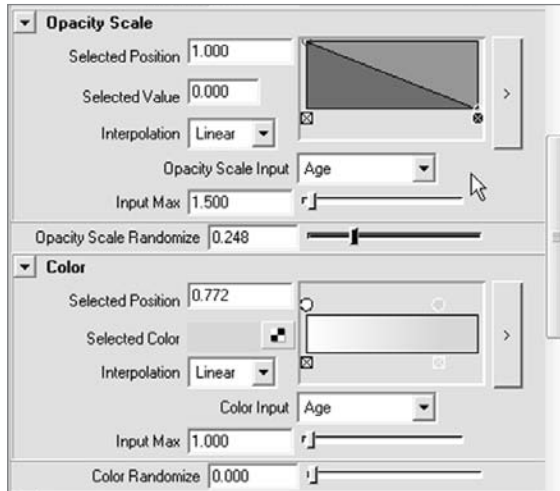 Opacity Scale
Selected Position 1.000
Selected Value 0.000
Interpolation Linear
>
Opacity Scale Input Age
Input Max 1.500
Opacity Scale Randomize 0.248
Color
Selected Position 0.772
Selected Color
>
Interpolation Linear
Color Input Age
Input Max 1.000
Color Randomize 0.000